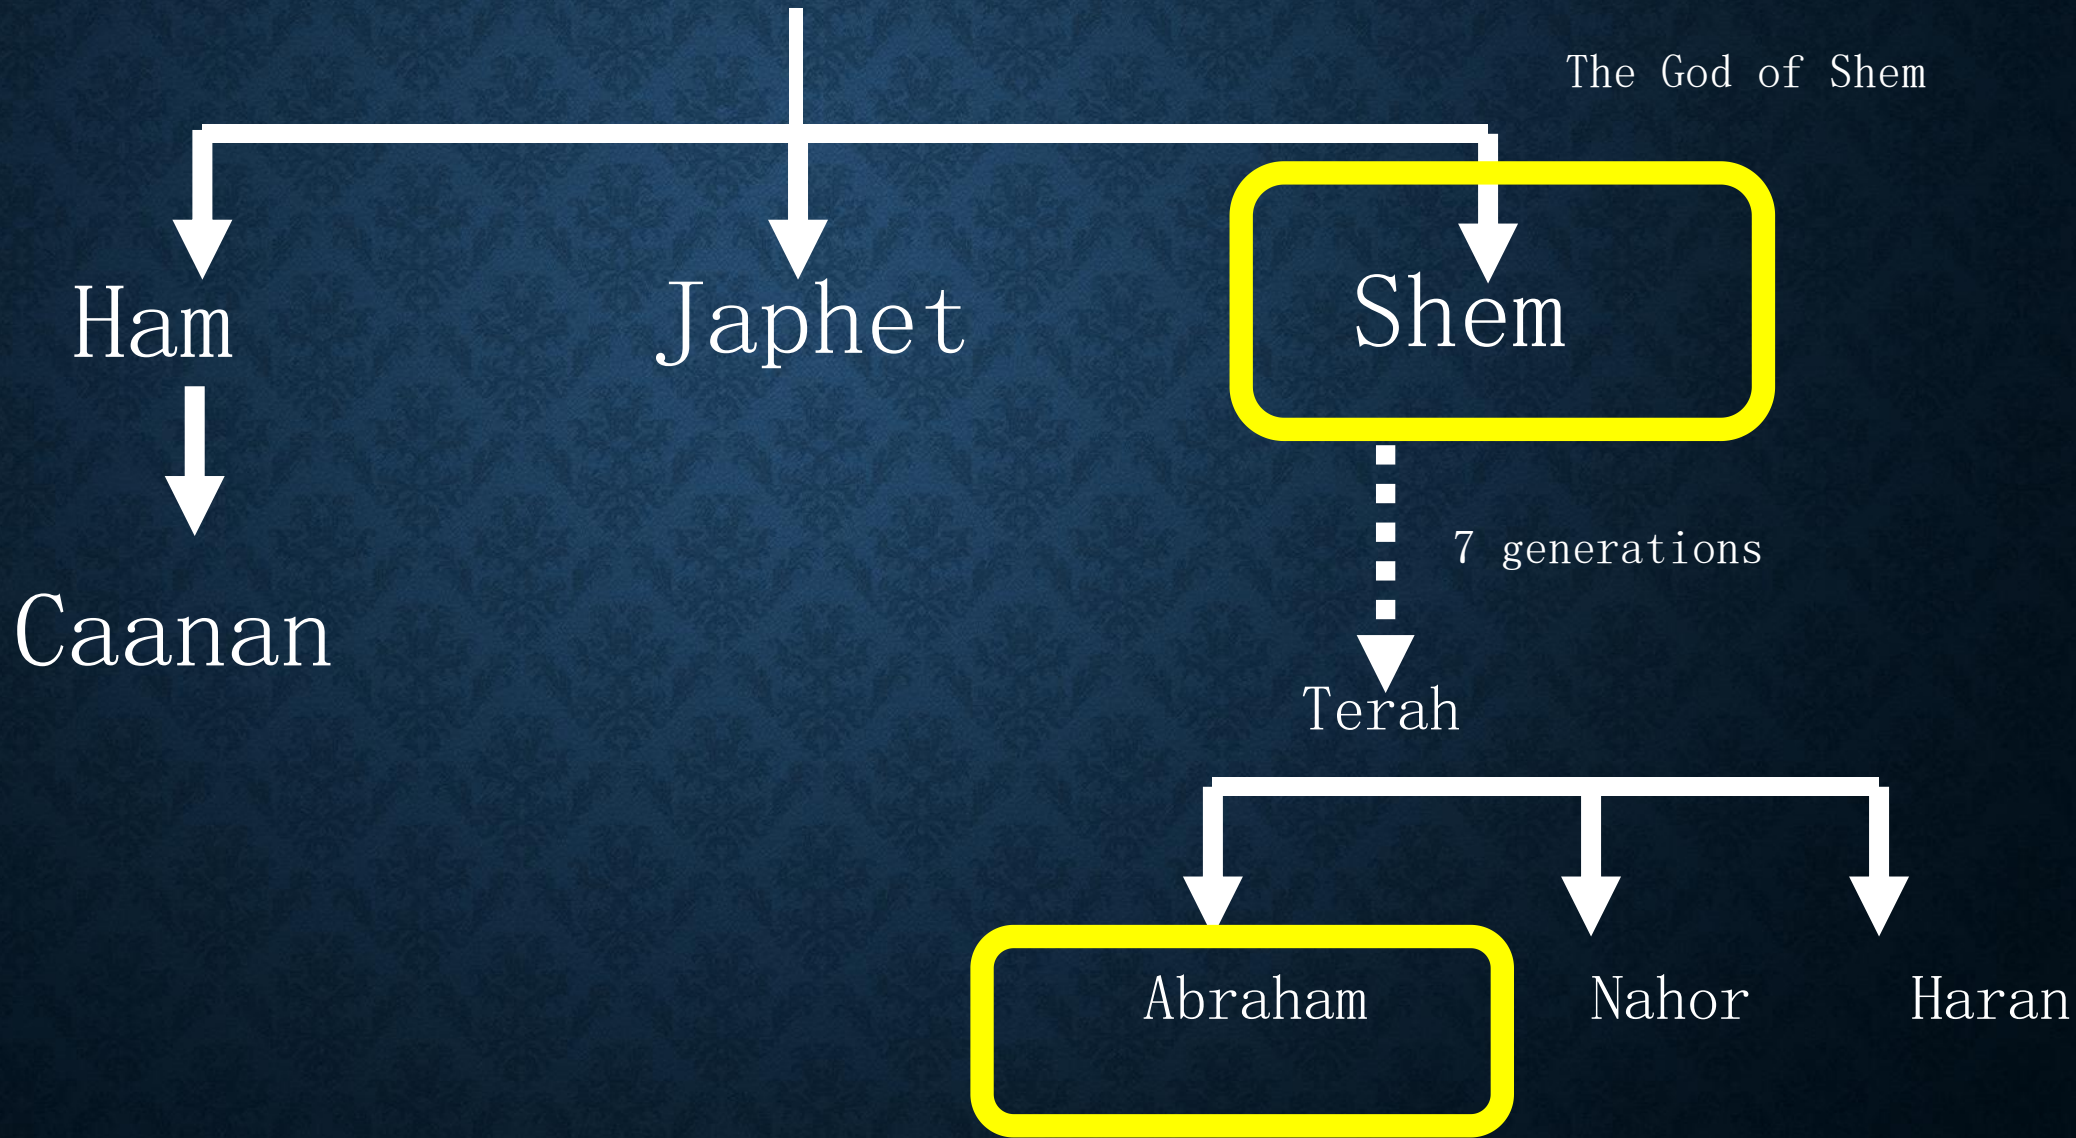 The God of Shem
Ham
Japhet
Shem
7 generations
Caanan
Terah
Abraham
Nahor
Haran